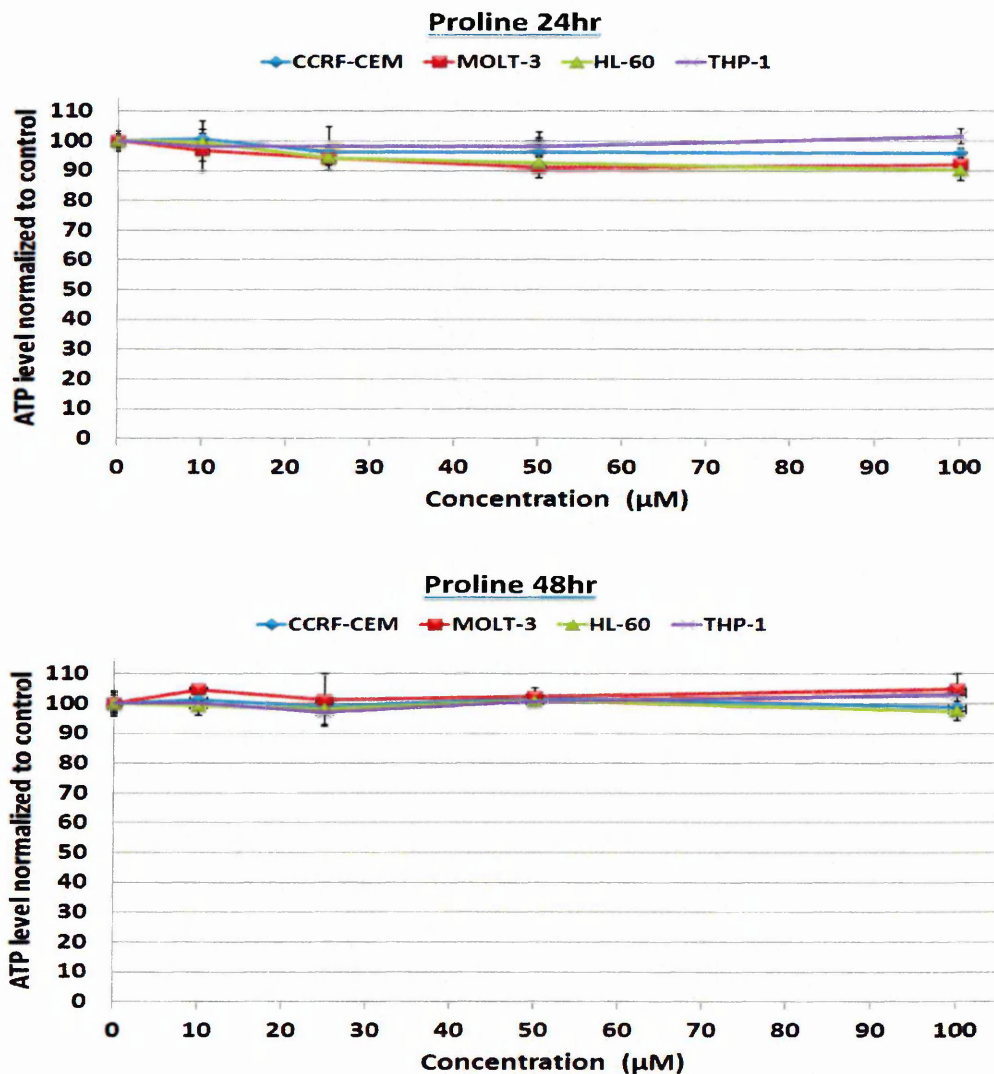 Proline 24hr
CCRF-CEM MOLT-3 HL-60 THP-1
ATP level normalized to control
110
100
90
80
70
60
50
40
30
20
10
0
0 10 20 30 40 50 60 70 80 90 100
Concentration (µM)
Proline 48hr
CCRF-CEM MOLT-3 HL-60 THP-1
ATP level normalized to control
110
100
90
80
70
60
50
40
30
20
10
0
0 10 20 30 40 50 60 70 80 90 100
Concentration (µM)